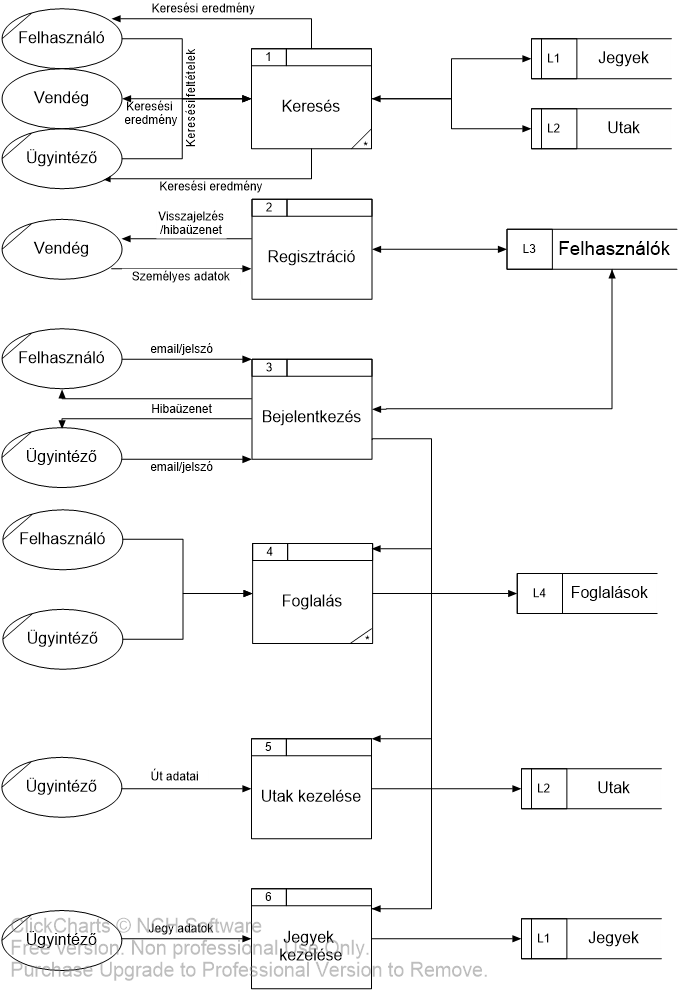 Keresési eredmény
Felhasználó
1
L1
Jegyek
Keresési feltételek
Vendég
Keresési
eredmény
Keresés
L2
Utak
Ügyintéző
*
Keresési eredmény
2
Visszajelzés
/hibaüzenet
Vendég
Regisztráció
L3
Felhasználók
Személyes adatok
Felhasználó
email/jelszó
3
Hibaüzenet
Bejelentkezés
Ügyintéző
email/jelszó
Felhasználó
4
Foglalás
L4
Foglalások
Ügyintéző
*
5
Ügyintéző
Út adatai
Utak kezelése
L2
Utak
6
ClickCharts © NCH Software
Ügyintéző
Jegy adatok
Jegyek
kezelése
L1
Jegyek
Free version. Non professional Use Only.
Purchase Upgrade to Professional Version to Remove.